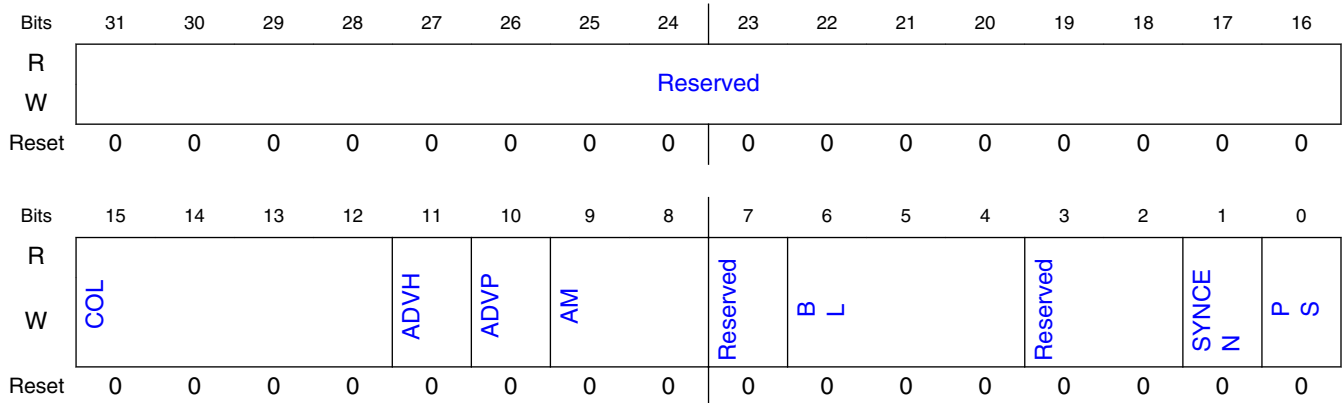 Bits 31 30 29 28 27 26 25 24 23 22 21 20 19 18 17 16
R
Reserved
W
Reset 0 0 0 0 0 0 0 0 0 0 0 0 0 0 0 0
Bits 15 14 13 12 11 10 9 8 7 6 5 4 3 2 1 0
R
W
COL
ADVH
ADVP
AM
Reserved
B
L
Reserved
SYNCE
N
P
S
Reset 0 0 0 0 0 0 0 0 0 0 0 0 0 0 0 0